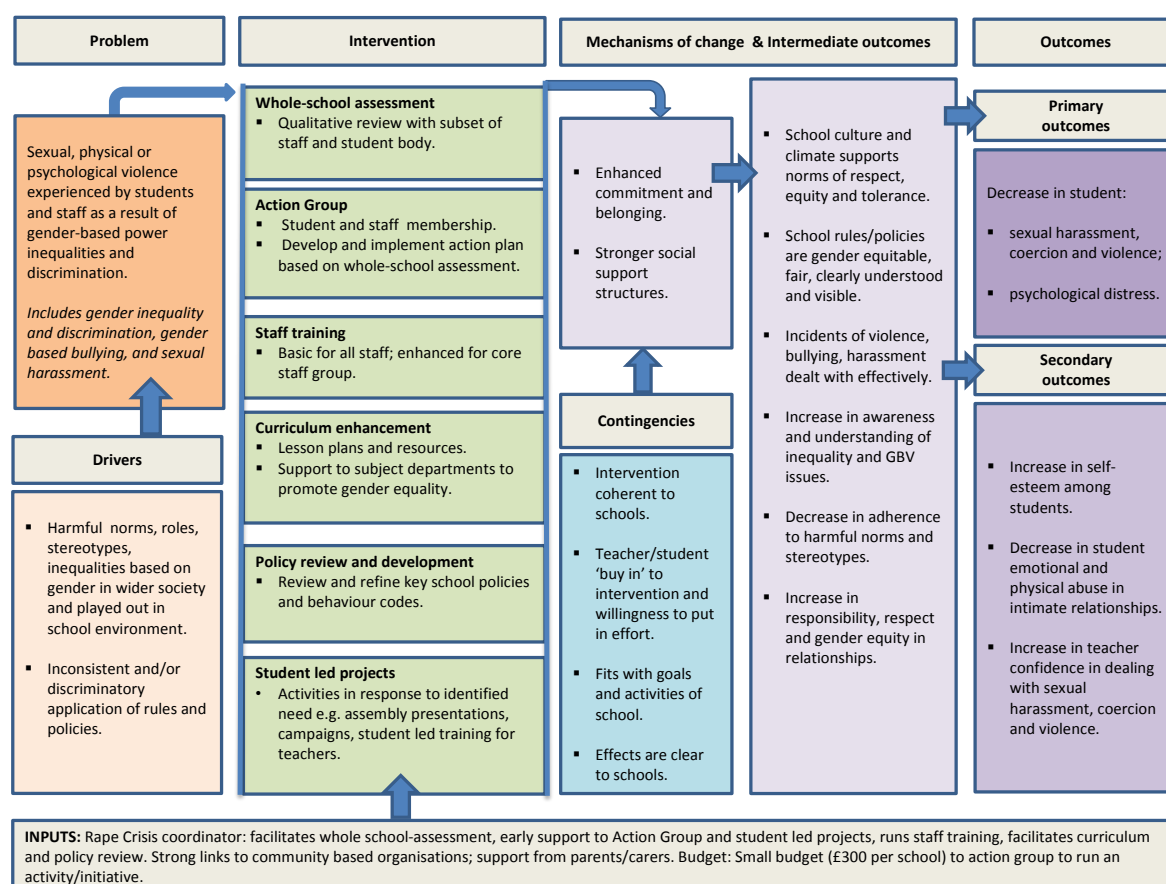 Problem
Intervention
Mechanisms of change & Intermediate outcomes
Outcomes
Sexual, physical or
psychological violence
experienced by students
and staff as a result of
gender-based power
inequalities and
discrimination.
Includes gender inequality
and discrimination, gender
based bullying, and sexual
harassment.
Drivers
▪ Harmful norms, roles,
stereotypes,
inequalities based on
gender in wider society
and played out in
school environment.
▪ Inconsistent and/or
discriminatory
application of rules and
policies.
Whole-school assessment
▪ Qualitative review with subset of
staff and student body.
Action Group
▪ Student and staff membership.
▪ Develop and implement action plan
based on whole-school assessment.
Staff training
▪ Basic for all staff; enhanced for core
staff group.
Curriculum enhancement
▪ Lesson plans and resources.
▪ Support to subject departments to
promote gender equality.
Policy review and development
▪ Review and refine key school policies
and behaviour codes.
Student led projects
• Activities in response to identified
need e.g. assembly presentations,
campaigns, student led training for
teachers.
▪ Enhanced
commitment and
belonging.
▪ Stronger social
support
structures.
Contingencies
▪ Intervention
coherent to
schools.
▪ Teacher/student
‘buy in’ to
intervention and
willingness to put
in effort.
▪ Fits with goals
and activities of
school.
▪ Effects are clear
to schools.
▪ School culture and
climate supports
norms of respect,
equity and tolerance.
▪ School rules/policies
are gender equitable,
fair, clearly understood
and visible.
▪ Incidents of violence,
bullying, harassment
dealt with effectively.
▪ Increase in awareness
and understanding of
inequality and GBV
issues.
▪ Decrease in adherence
to harmful norms and
stereotypes.
▪ Increase in
responsibility, respect
and gender equity in
relationships.
Primary
outcomes
Decrease in student:
▪ sexual harassment,
coercion and violence;
▪ psychological distress.
Secondary
outcomes
▪ Increase in self-
esteem among
students.
▪ Decrease in student
emotional and
physical abuse in
intimate relationships.
▪ Increase in teacher
confidence in dealing
with sexual
harassment, coercion
and violence.
INPUTS: Rape Crisis coordinator: facilitates whole school-assessment, early support to Action Group and student led projects, runs staff training, facilitates curriculum
and policy review. Strong links to community based organisations; support from parents/carers. Budget: Small budget (£300 per school) to action group to run an
activity/initiative.